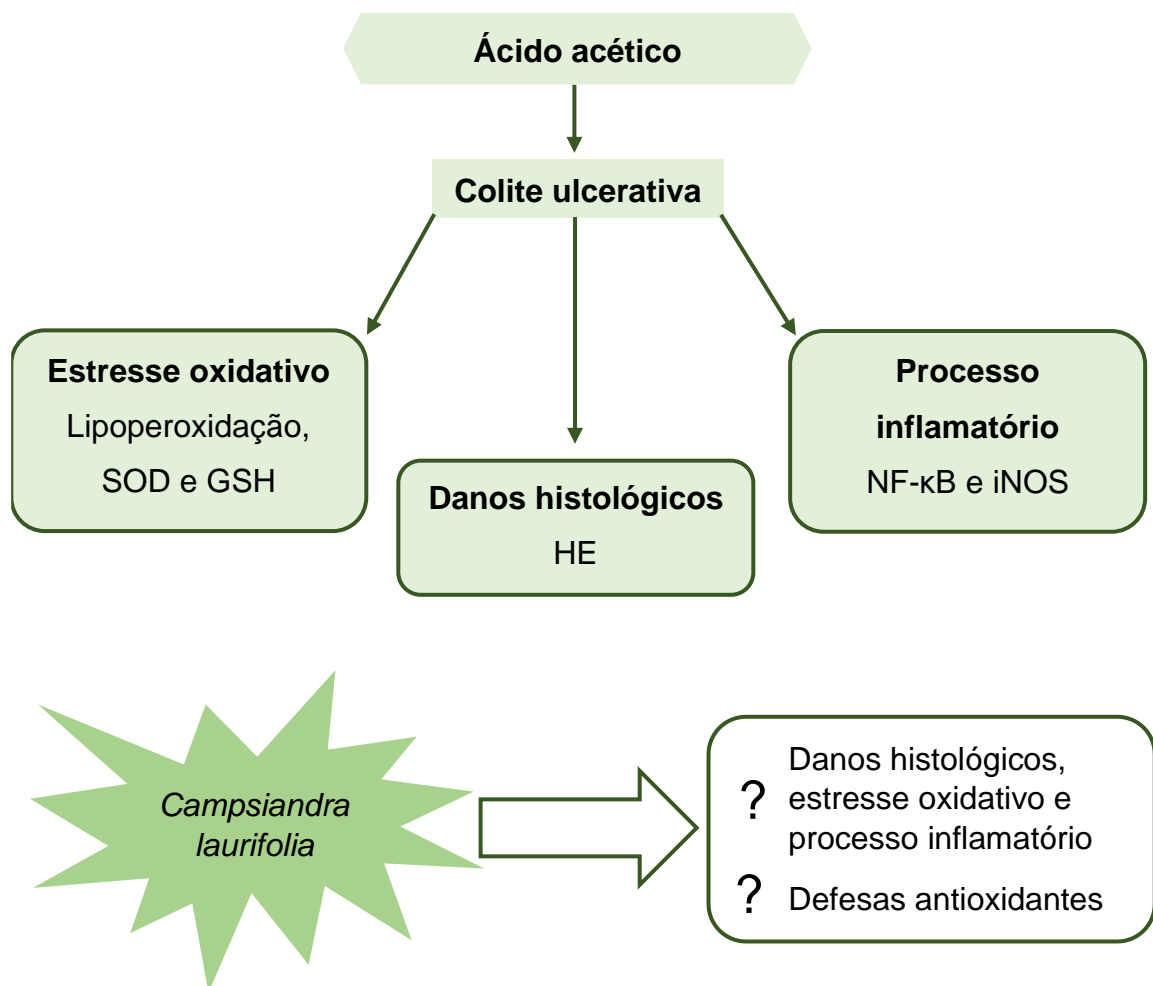 Ácido acético
Colite ulcerativa
Estresse oxidativo
Lipoperoxidação,
SOD e GSH
Danos histológicos
HE
Processo
inflamatório
NF-κB e iNOS
Campsiandra
laurifolia
? Danos histológicos,
estresse oxidativo e
processo inflamatório
? Defesas antioxidantes